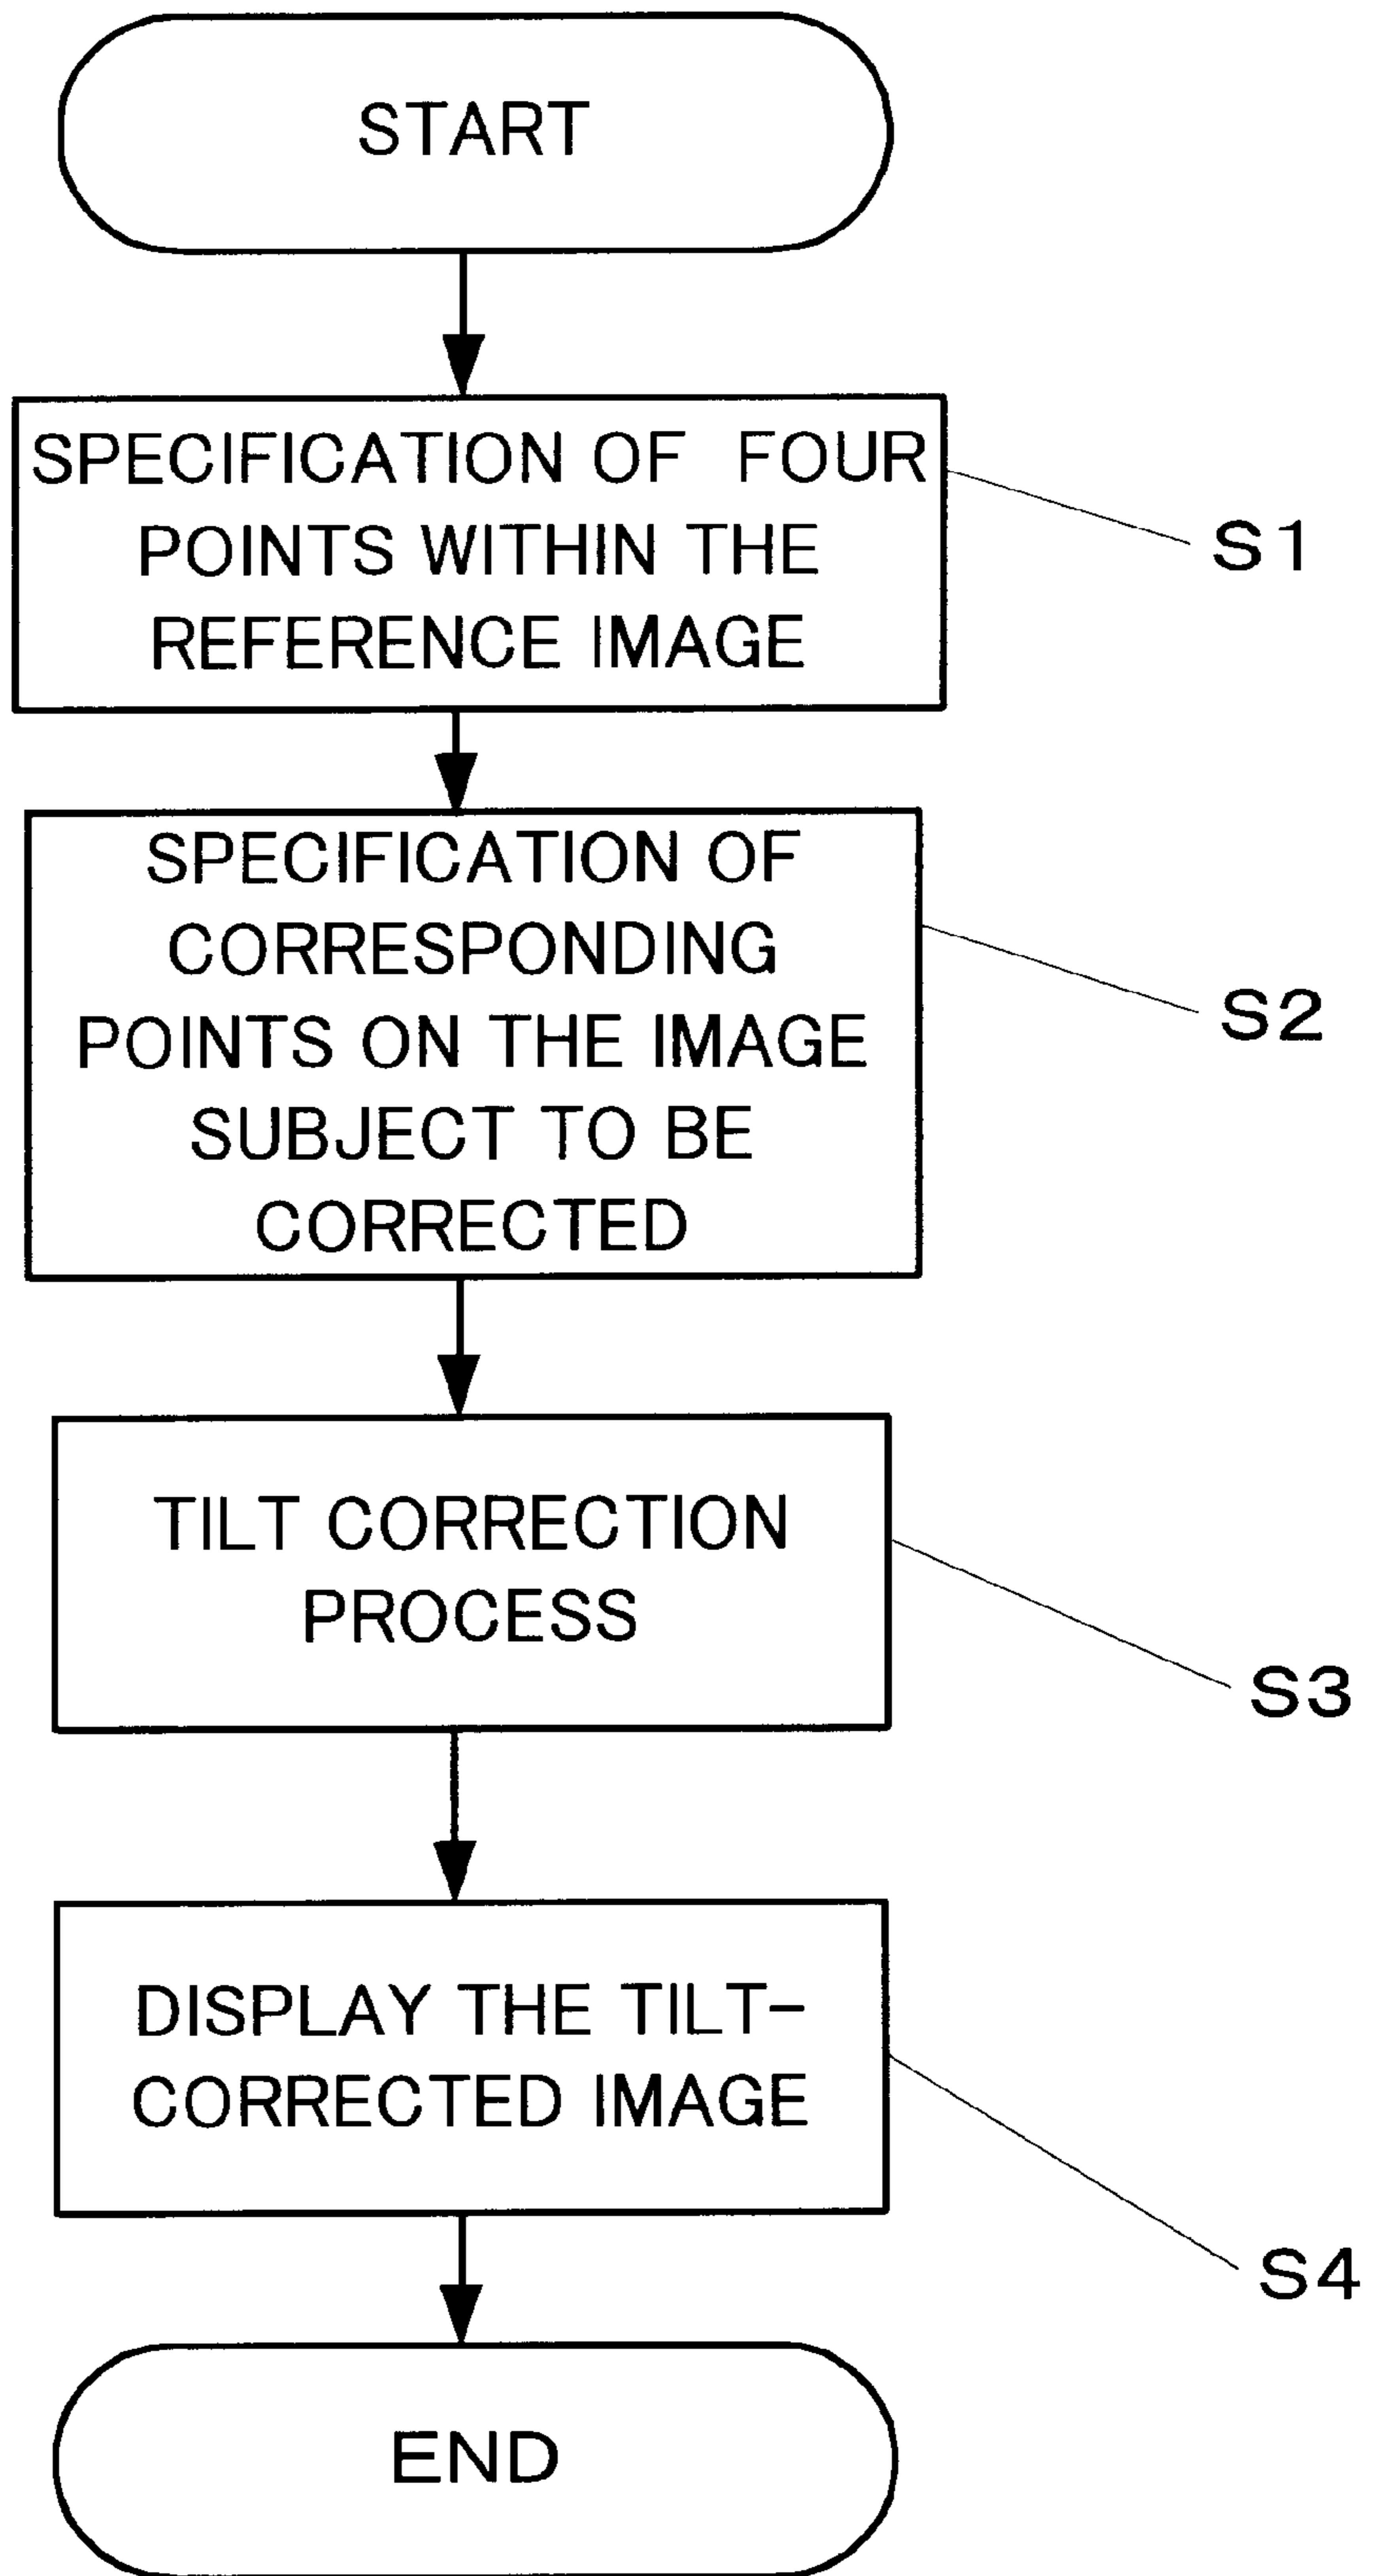 START
SPECIFICATION OF FOUR
POINTS WITHIN THE
REFERENCE IMAGE
S1
SPECIFICATION OF
CORRESPONDING
POINTS ON THE IMAGE
SUBJECT TO BE
CORRECTED
S2
TILT CORRECTION
PROCESS
S3
DISPLAY THE TILT-
CORRECTED IMAGE
S4
END